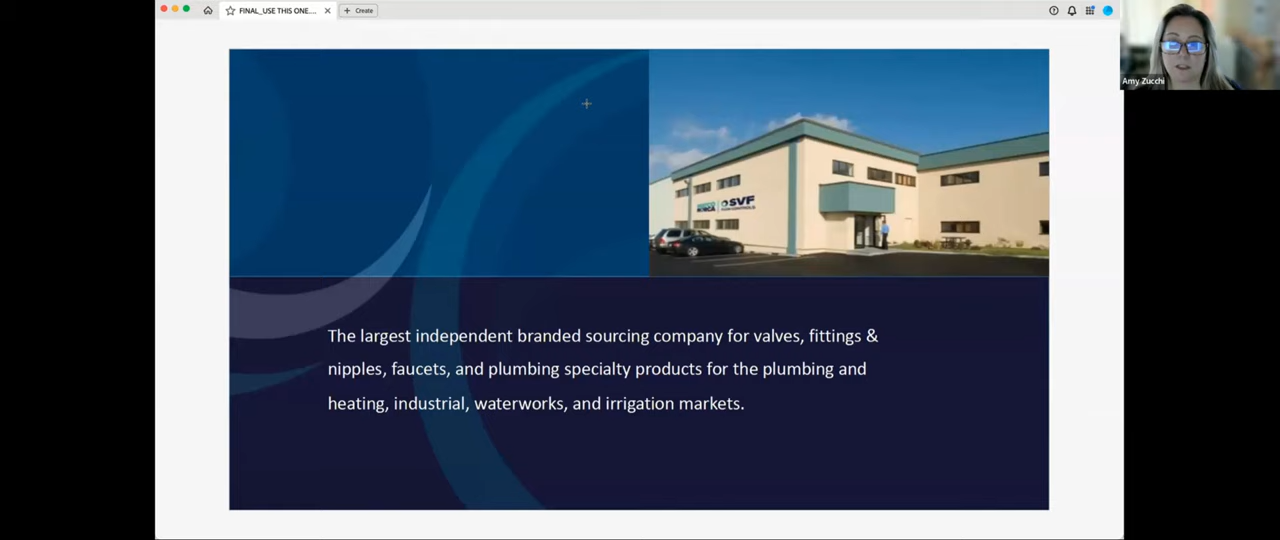 FINAL_USE THIS ONE....
Create
Amy Zucchi
SVF
The largest independent branded sourcing company for valves, fittings &
nipples, faucets, and plumbing specialty products for the plumbing and
heating, industrial, waterworks, and irrigation markets.